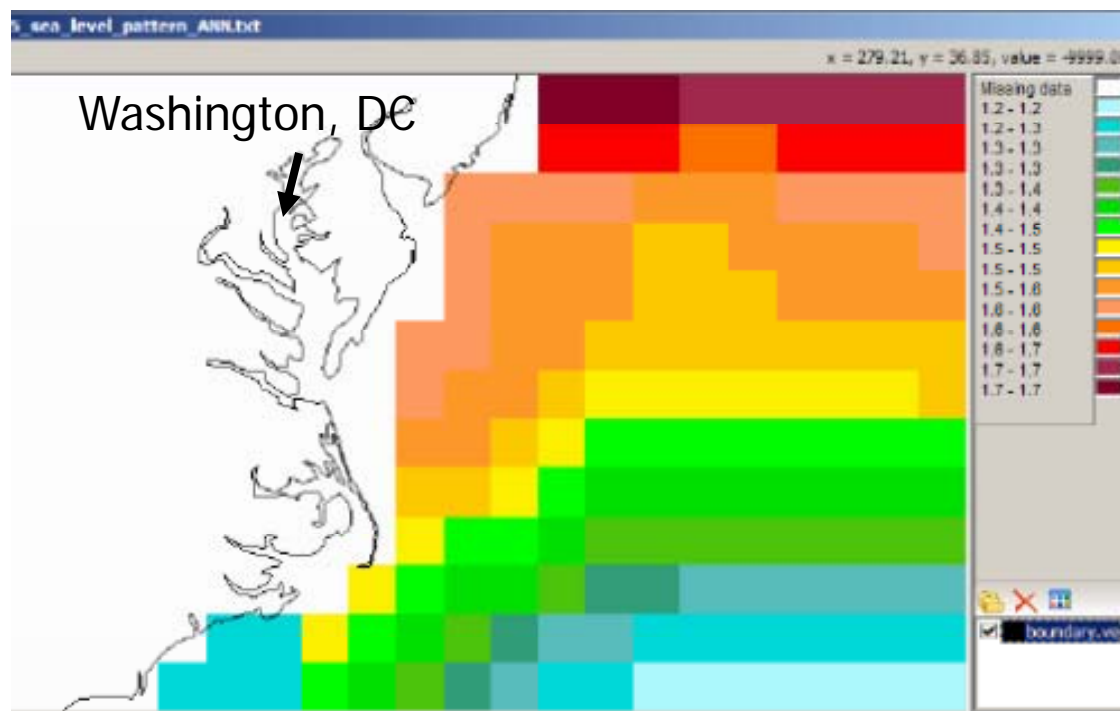 5_sea_level_pattern_ANN.txt
x = 279.21, y = 36.85, value = -9999.0
Washington, DC
Missing data
1.2 - 1.2
1.2 - 1.3
1.3 - 1.3
1.3 - 1.3
1.3 - 1.4
1.4 - 1.4
1.4 - 1.5
1.5 - 1.5
1.5 - 1.5
1.5 - 1.6
1.6 - 1.6
1.6 - 1.6
1.6 - 1.7
1.7 - 1.7
1.7 - 1.7
boundary.ve